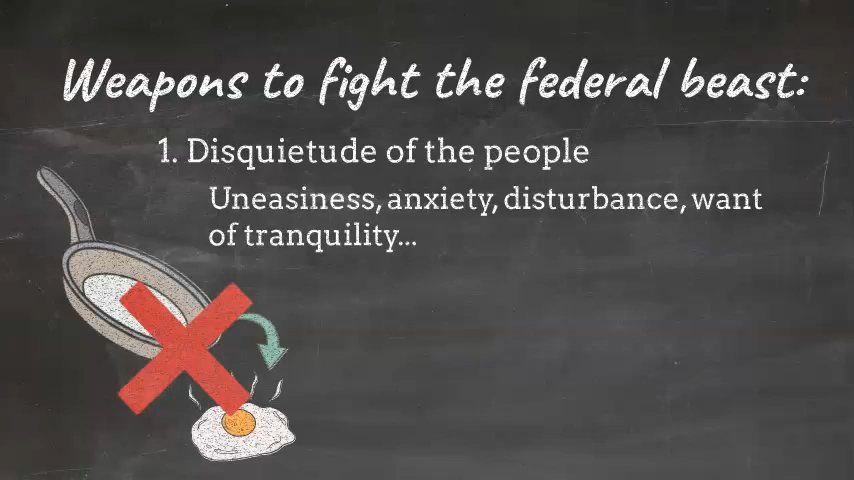 Weapons to fight the federal beast:
1. Disquietude of the people
Uneasiness, anxiety, disturbance, want
of tranquility...